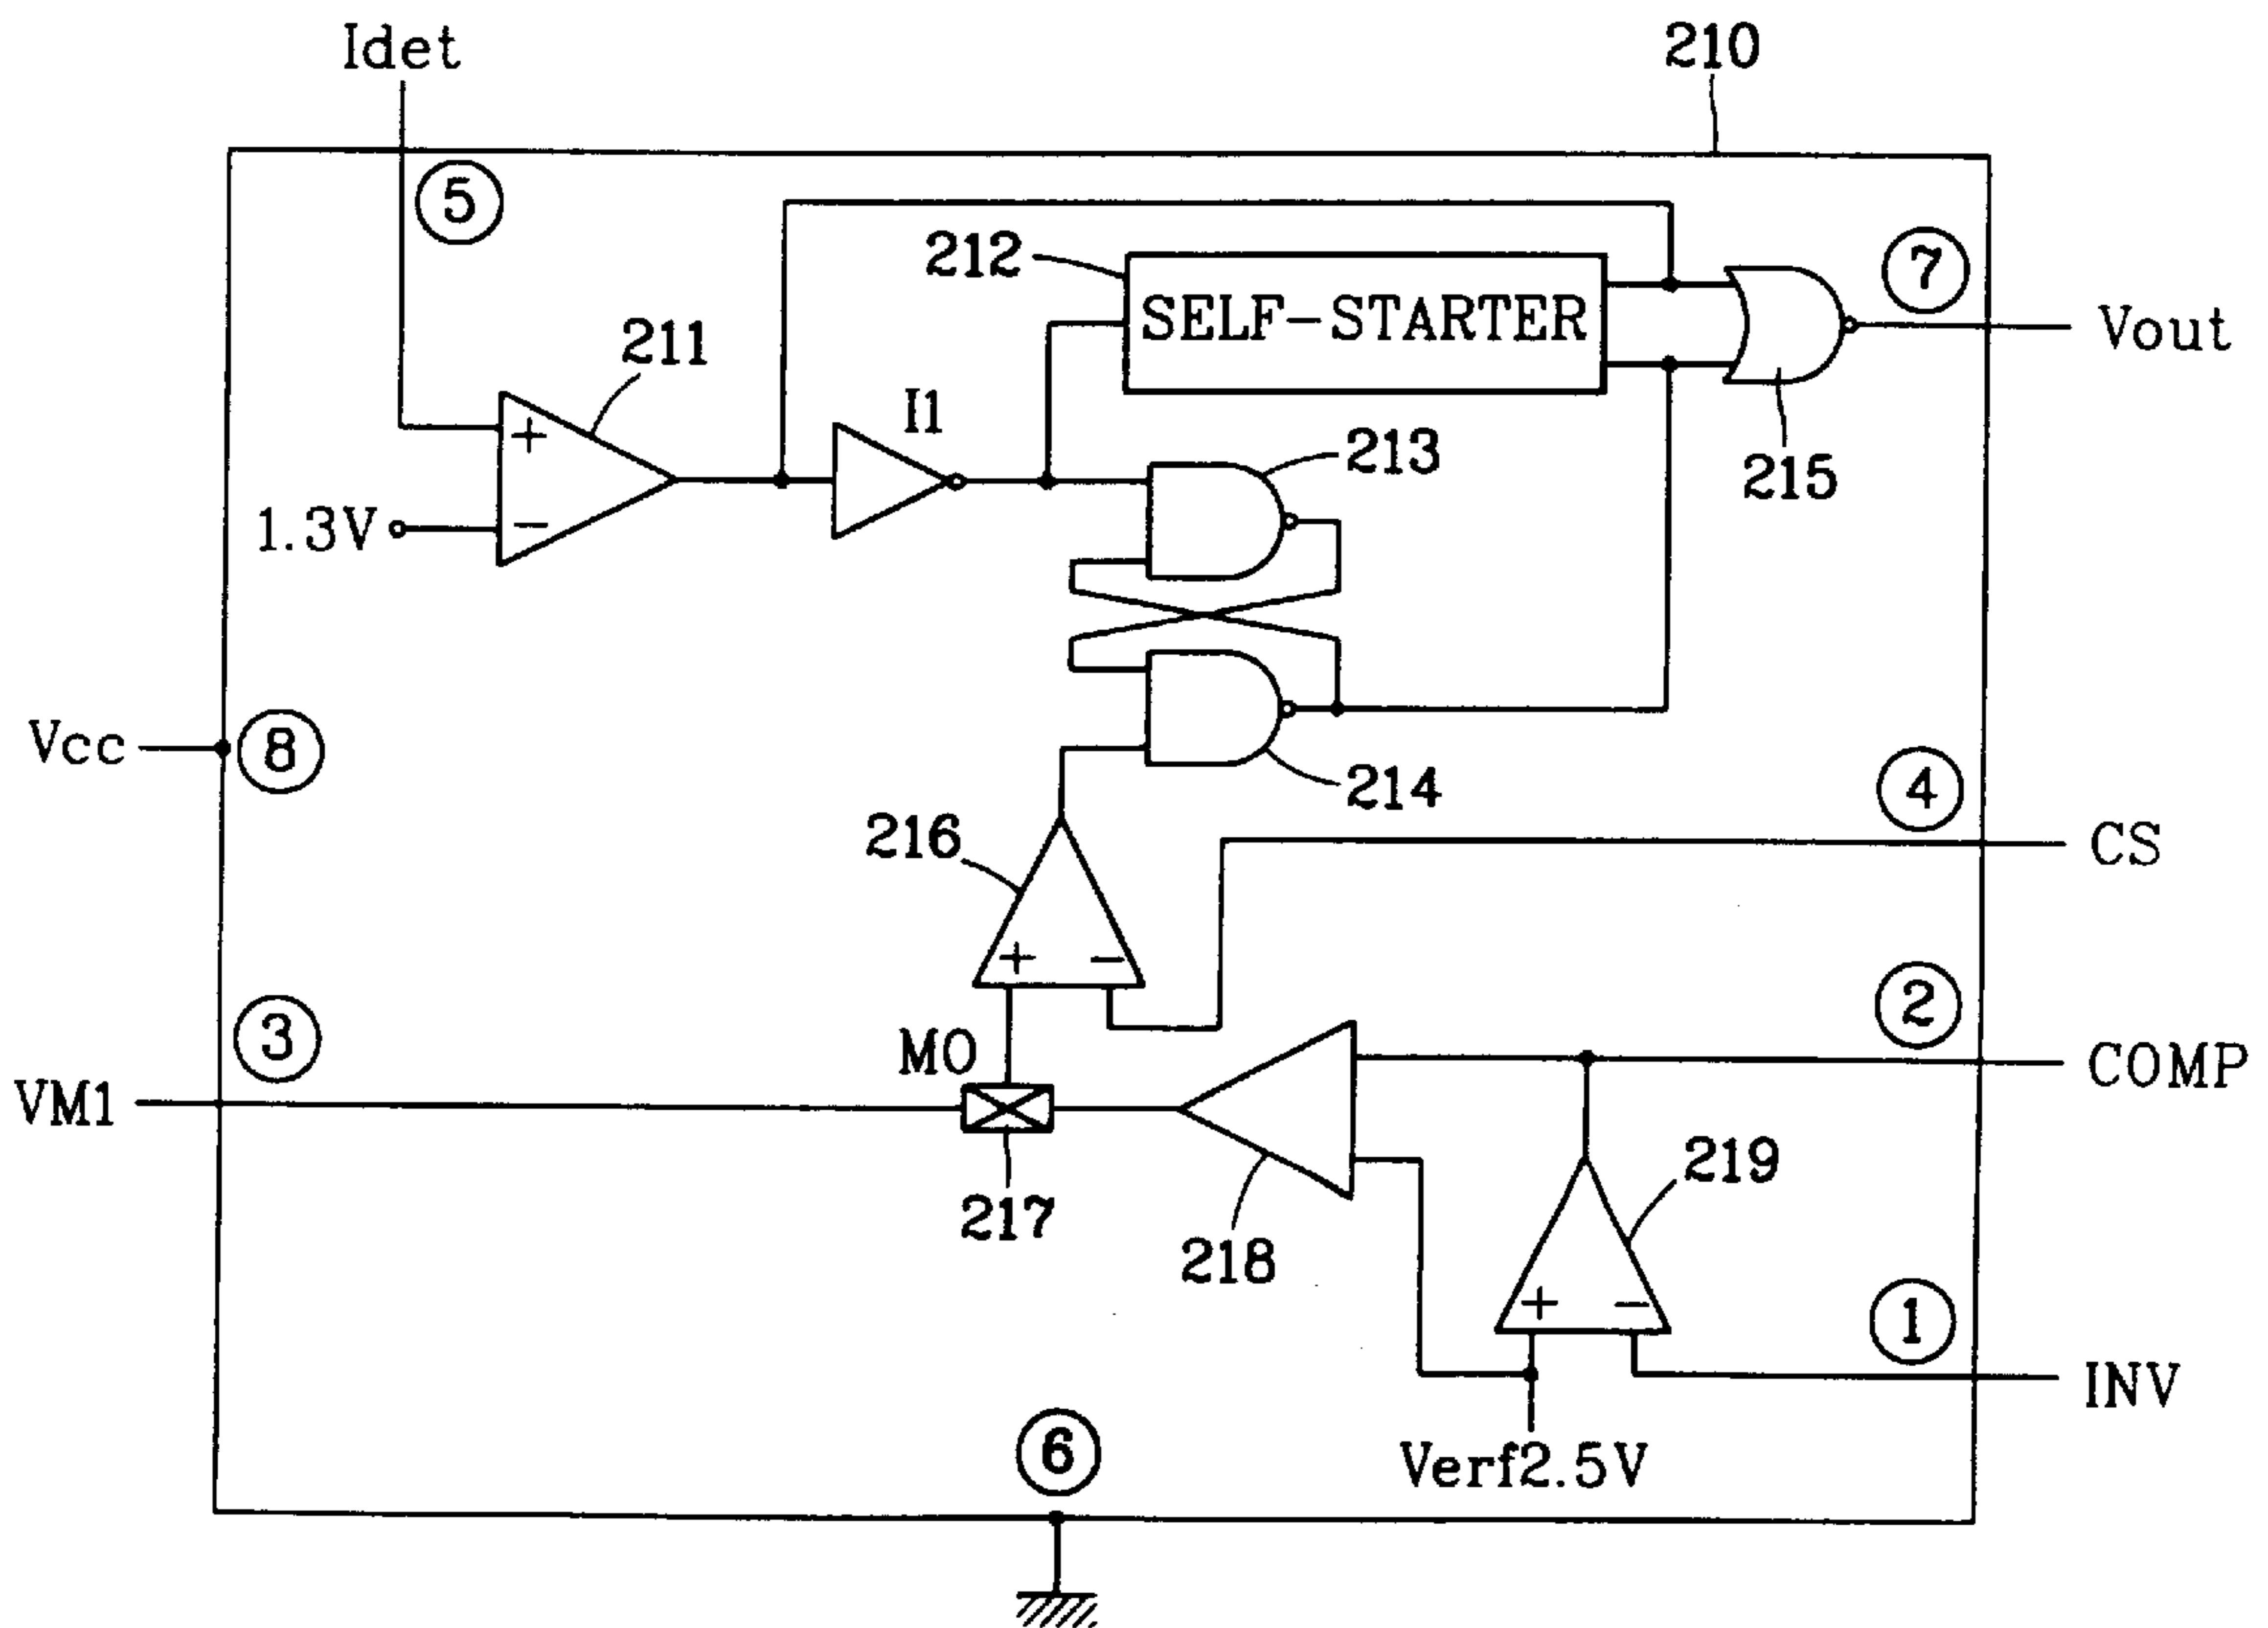 Idet
210
5
212
SELF-STARTER
7
Vout
211
I1
213
215
1.3V
Vcc
8
214
4
CS
216
2
COMP
3
MO
VM1
217
218
219
1
INV
6
Verf2.5V